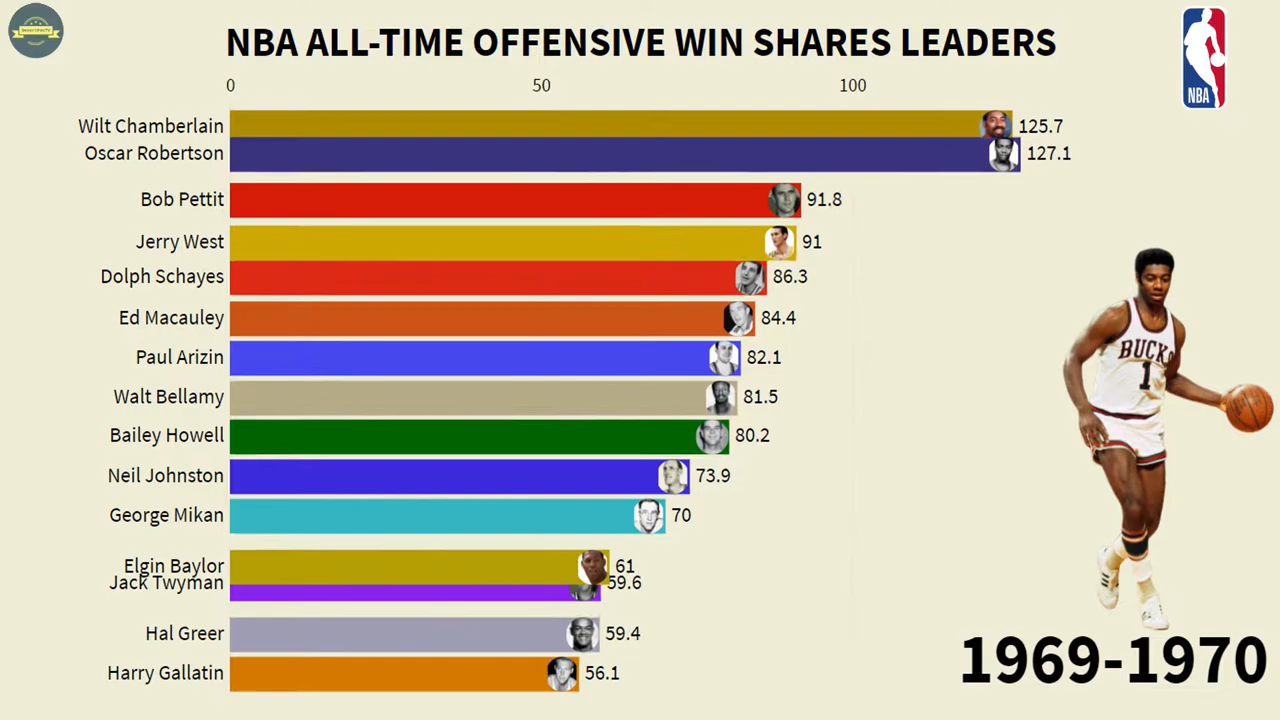 NBA ALL-TIME OFFENSIVE WIN SHARES LEADERS
NBA
0 50 100
Wilt Chamberlain 125.7
Oscar Robertson 127.1
Bob Pettit 91.8
Jerry West 91
Dolph Schayes 86.3
Ed Macauley 84.4
Paul Arizin 82.1
Walt Bellamy 81.5
Bailey Howell 80.2
Neil Johnston 73.9
George Mikan 70
Elgin Baylor 61
Jack Twyman 59.6
Hal Greer 59.4
Harry Gallatin 56.1
BUCKS
1
1969-1970